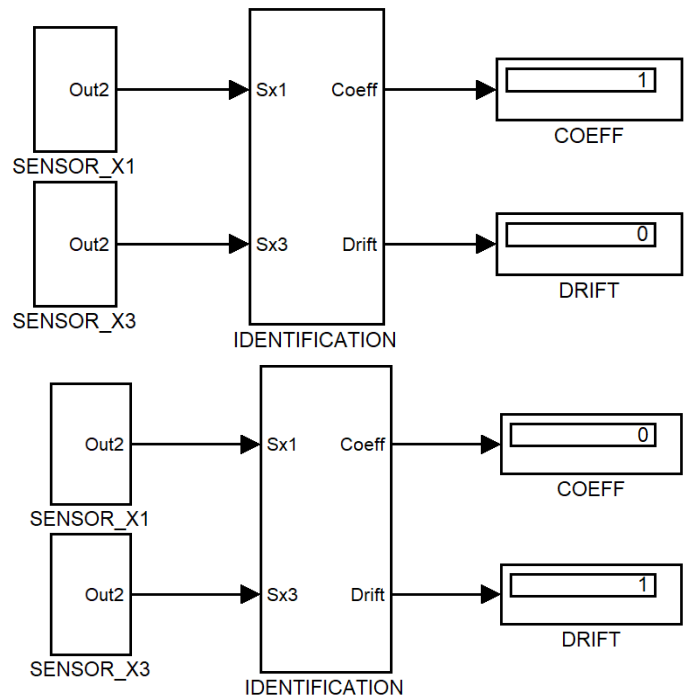 Out2
Sx1
Coeff
1
SENSOR_X1
COEFF
Out2
Sx3
Drift
0
SENSOR_X3
DRIFT
IDENTIFICATION
Out2
Sx1
Coeff
0
SENSOR_X1
COEFF
Out2
Sx3
Drift
1
SENSOR_X3
DRIFT
IDENTIFICATION